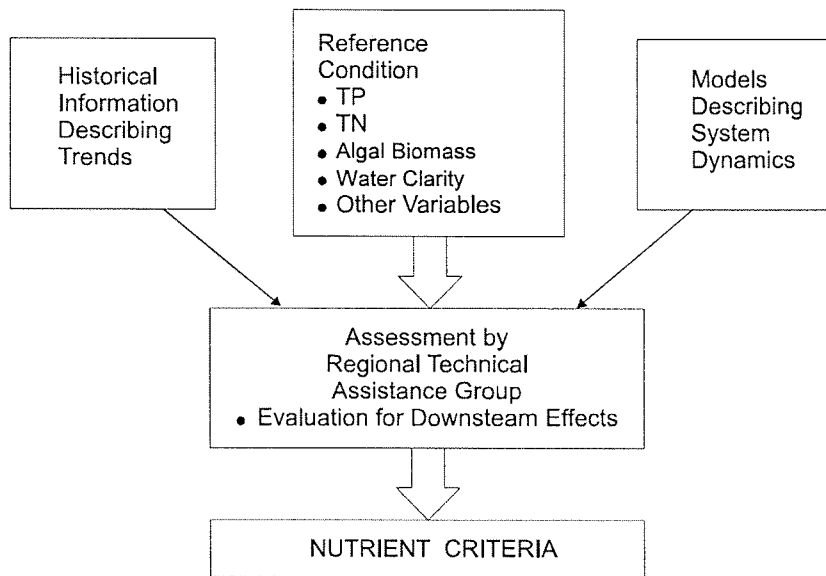 Historical
Information
Describing
Trends
Reference
Condition
• TP
• TN
• Algal Biomass
• Water Clarity
• Other Variables
Models
Describing
System
Dynamics
Assessment by
Regional Technical
Assistance Group
• Evaluation for Downsteam Effects
NUTRIENT CRITERIA